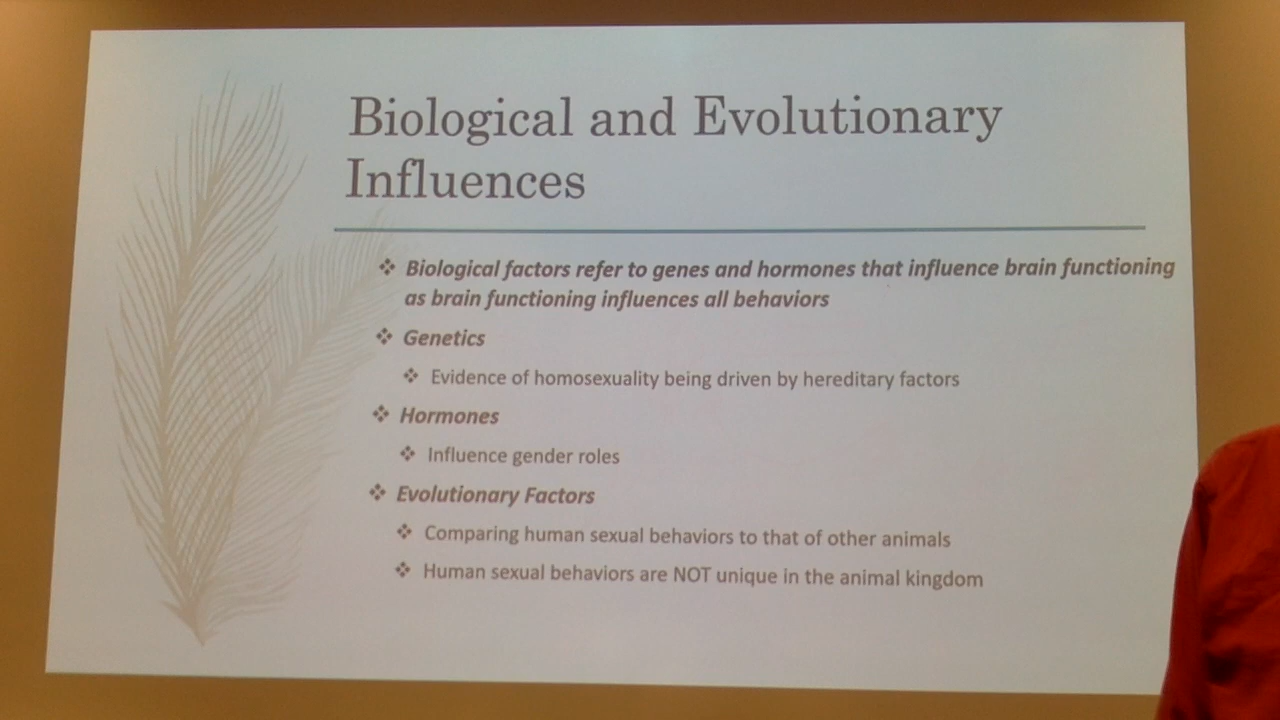 Biological and Evolutionary
Influences
❖ Biological factors refer to genes and hormones that influence brain functioning
as brain functioning influences all behaviors
❖ Genetics
❖ Evidence of homosexuality being driven by hereditary factors
❖ Hormones
❖ Influence gender roles
❖ Evolutionary Factors
❖ Comparing human sexual behaviors to that of other animals
❖ Human sexual behaviors are NOT unique in the animal kingdom